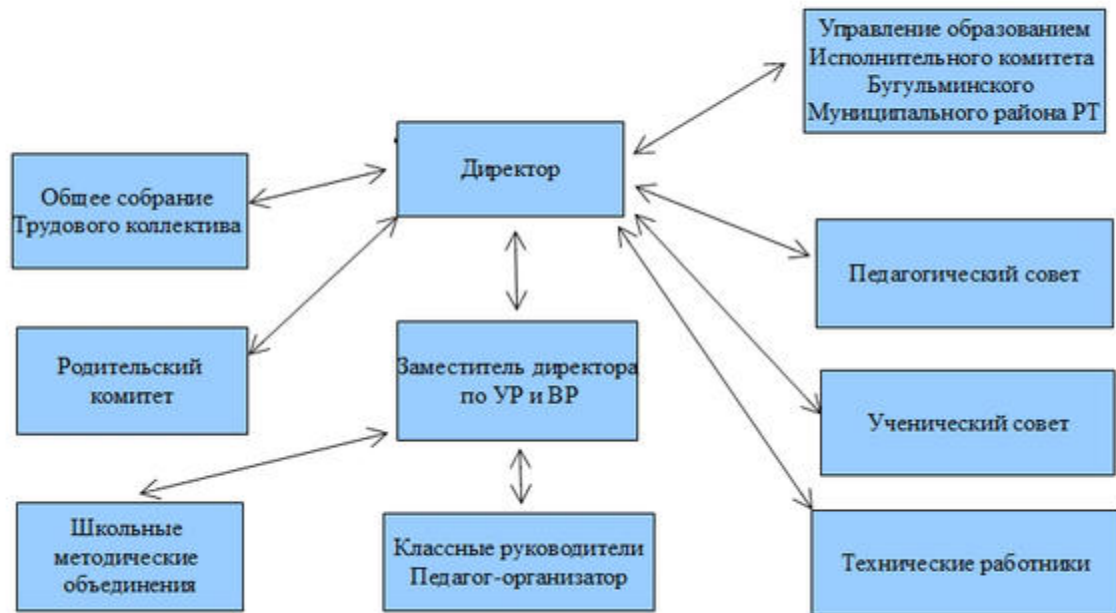 Управление образованием
Исполнительного комитета
Бугульминского
Муниципального района РТ
Директор
Общее собрание
Трудового коллектива
Педагогический совет
Родительский
комитет
Заместитель директора
по УР и ВР
Ученический совет
Школьные
методические
объединения
Классные руководители
Педагог-организатор
Технические работники